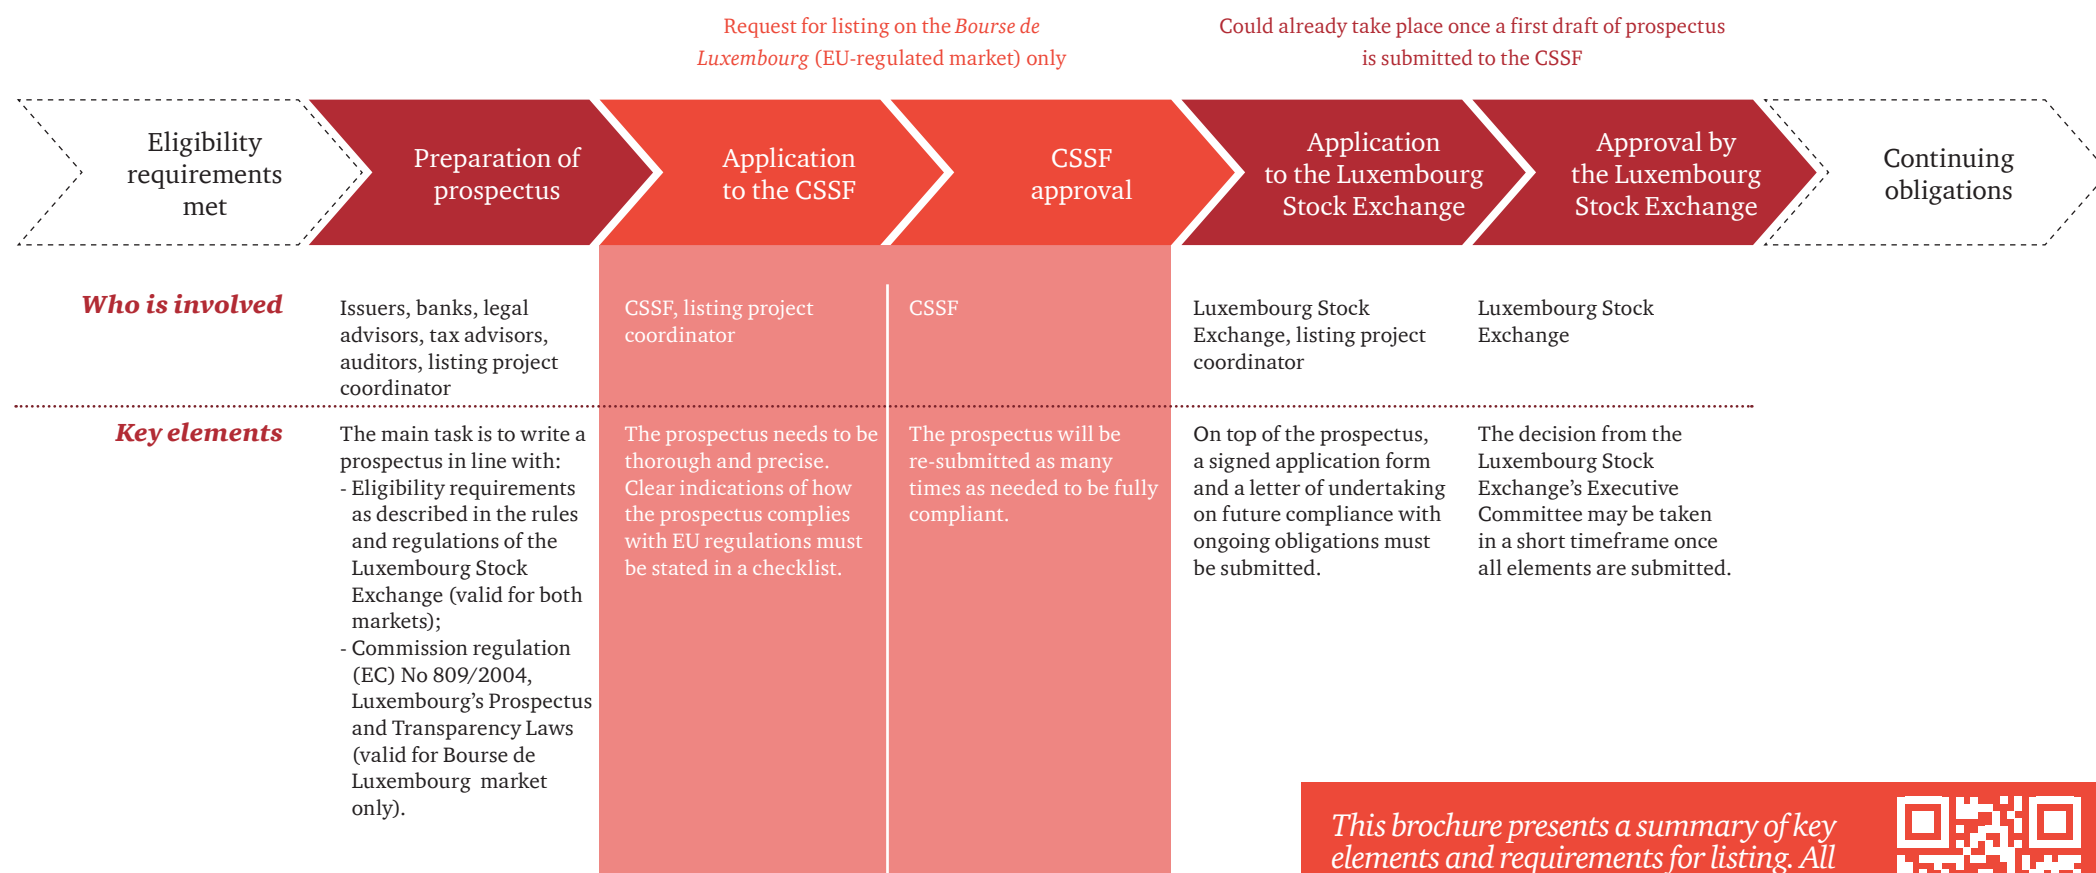 Request for listing on the Bourse de
Luxembourg (EU-regulated market) only
Could already take place once a first draft of prospectus
is submitted to the CSSF
Eligibility
requirements
met
Preparation of
prospectus
Application
to the CSSF
CSSF
approval
Application
to the Luxembourg
Stock Exchange
Approval by
the Luxembourg
Stock Exchange
Continuing
obligations
Who is involved
Issuers, banks, legal
advisors, tax advisors,
auditors, listing project
coordinator
CSSF, listing project
coordinator
CSSF
Luxembourg Stock
Exchange, listing project
coordinator
Luxembourg Stock
Exchange
Key elements
The main task is to write a
prospectus in line with:
- Eligibility requirements
as described in the rules
and regulations of the
Luxembourg Stock
Exchange (valid for both
markets);
- Commission regulation
(EC) No 809/2004,
Luxembourg’s Prospectus
and Transparency Laws
(valid for Bourse de
Luxembourg market
only).
The prospectus needs to be
thorough and precise.
Clear indications of how
the prospectus complies
with EU regulations must
be stated in a checklist.
The prospectus will be
re-submitted as many
times as needed to be fully
compliant.
On top of the prospectus,
a signed application form
and a letter of undertaking
on future compliance with
ongoing obligations must
be submitted.
The decision from the
Luxembourg Stock
Exchange’s Executive
Committee may be taken
in a short timeframe once
all elements are submitted.
This brochure presents a summary of key
elements and requirements for listing. All